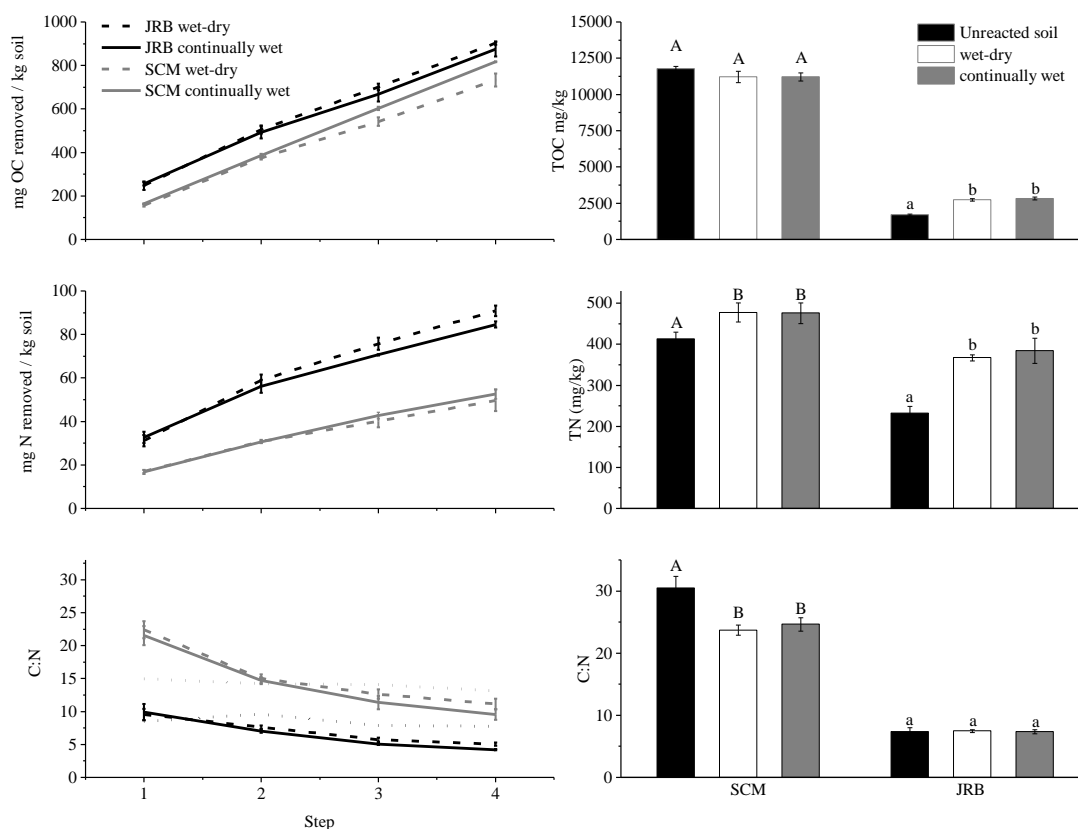 1000
800
600
400
200
0
mg OC removed / kg soil
JRB wet-dry
JRB continually wet
SCM wet-dry
SCM continually wet
15000
12500
10000
7500
5000
2500
0
TOC mg/kg
A
A
A
a
b
b
Unreacted soil
wet-dry
continually wet
100
80
60
40
20
0
mg N removed / kg soil
500
400
300
200
100
0
TN (mg/kg)
A
B
B
a
b
b
30
25
20
15
10
5
0
C:N
1
2
3
4
Step
30
25
20
15
10
5
0
C:N
A
B
B
a
a
a
SCM
JRB